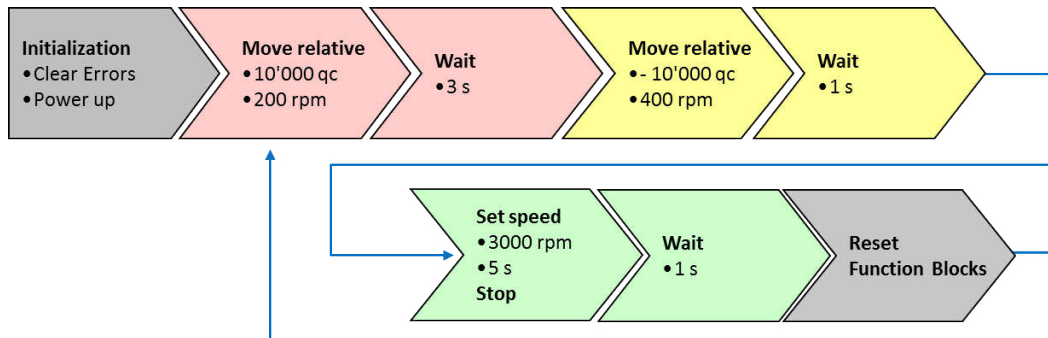 Initialization
•Clear Errors
•Power up
Move relative
•10'000 qc
•200 rpm
Wait
•3 s
Move relative
•- 10'000 qc
•400 rpm
Wait
•1 s
Set speed
•3000 rpm
•5 s
Stop
Wait
•1 s
Reset
Function Blocks